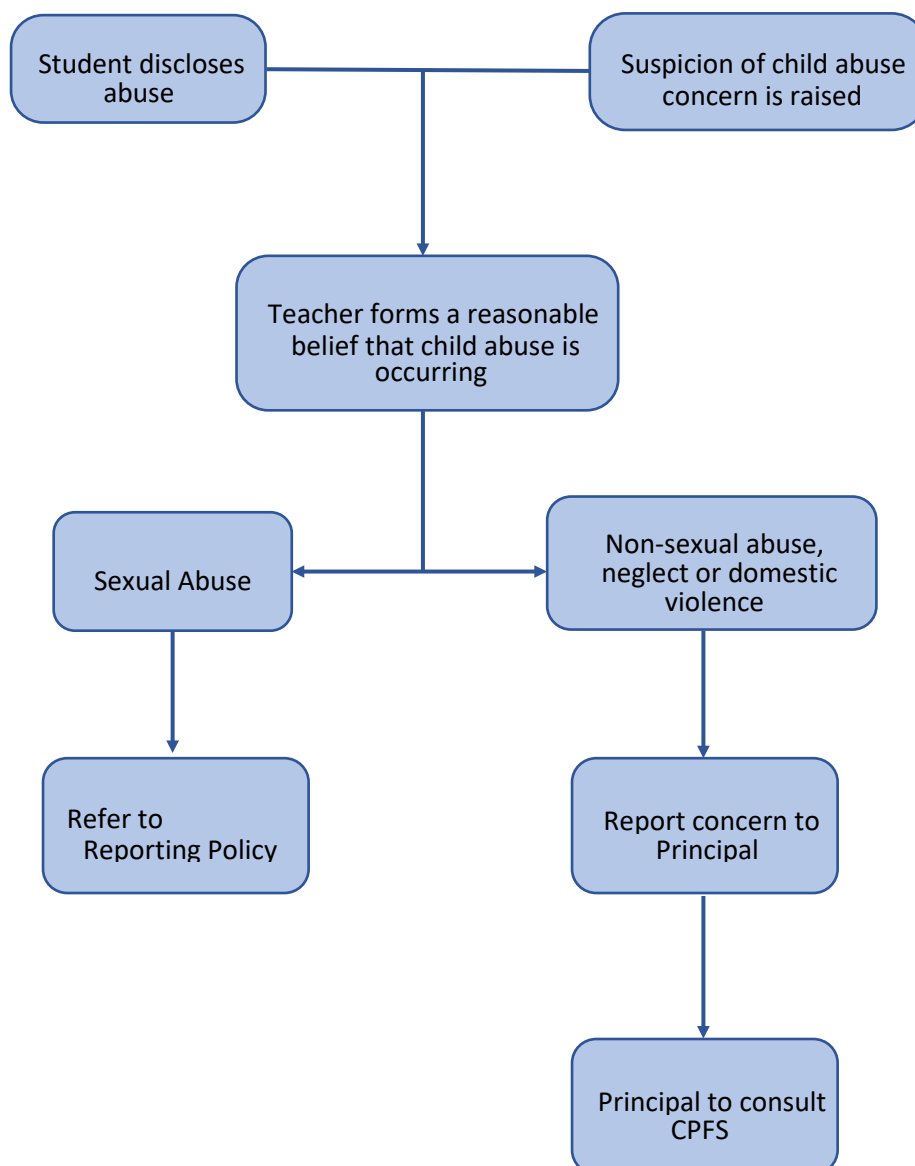 Student discloses
abuse
Suspicion of child abuse
concern is raised
Teacher forms a reasonable
belief that child abuse is
occurring
Sexual Abuse
Non-sexual abuse,
neglect or domestic
violence
Refer to
Reporting Policy
Report concern to
Principal
Principal to consult
CPFS